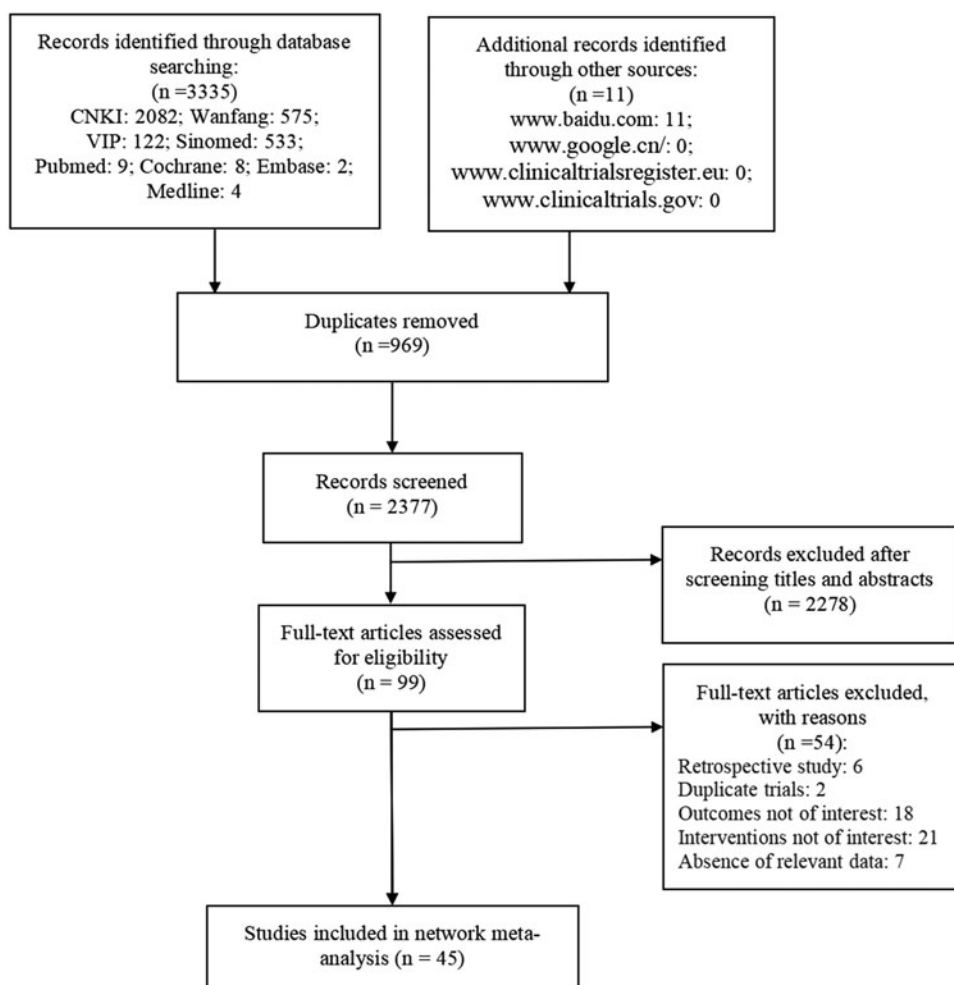 Records identified through database
searching:
(n =3335)
CNKI: 2082; Wanfang: 575;
VIP: 122; Sinomed: 533;
Pubmed: 9; Cochrane: 8; Embase: 2;
Medline: 4
Additional records identified
through other sources:
(n =11)
www.baidu.com: 11;
www.google.cn/: 0;
www.clinicaltrialsregister.eu: 0;
www.clinicaltrials.gov: 0
Duplicates removed
(n =969)
Records screened
(n = 2377)
Records excluded after
screening titles and abstracts
(n = 2278)
Full-text articles assessed
for eligibility
(n = 99)
Full-text articles excluded,
with reasons
(n =54):
Retrospective study: 6
Duplicate trials: 2
Outcomes not of interest: 18
Interventions not of interest: 21
Absence of relevant data: 7
Studies included in network meta-
analysis (n = 45)